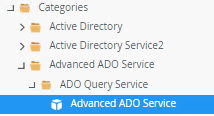 Categories
Active Directory
Active Directory Service2
Advanced ADO Service
ADO Query Service
Advanced ADO Service